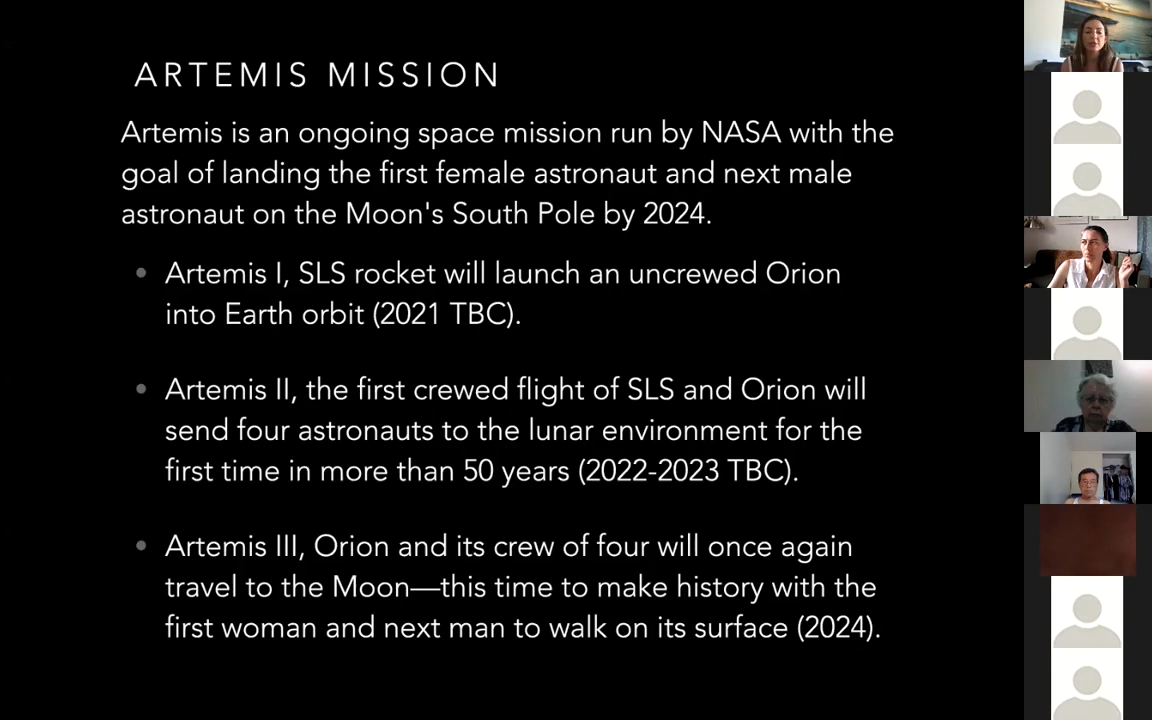 ARTEMIS MISSION
Artemis is an ongoing space mission run by NASA with the
goal of landing the first female astronaut and next male
astronaut on the Moon's South Pole by 2024.
• Artemis I, SLS rocket will launch an uncrewed Orion
into Earth orbit (2021 TBC).
• Artemis II, the first crewed flight of SLS and Orion will
send four astronauts to the lunar environment for the
first time in more than 50 years (2022-2023 TBC).
• Artemis III, Orion and its crew of four will once again
travel to the Moon—this time to make history with the
first woman and next man to walk on its surface (2024).